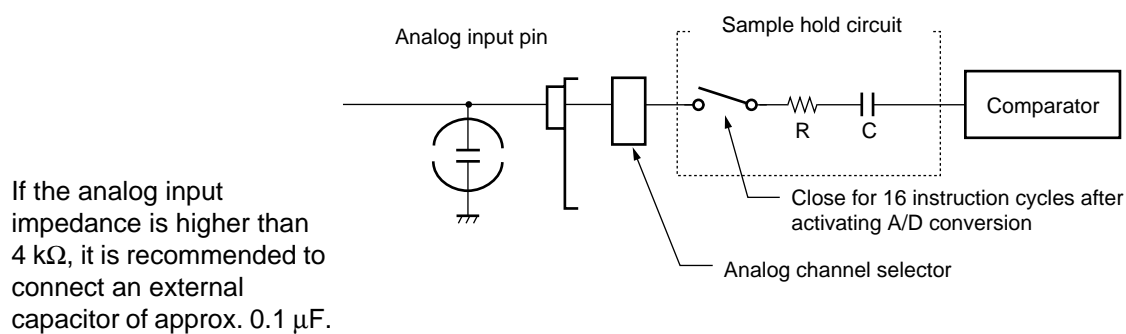 Analog input pin
Sample hold circuit
Comparator
R
C
Close for 16 instruction cycles after
activating A/D conversion
Analog channel selector
If the analog input
impedance is higher than
4 kΩ, it is recommended to
connect an external
capacitor of approx. 0.1 µF.